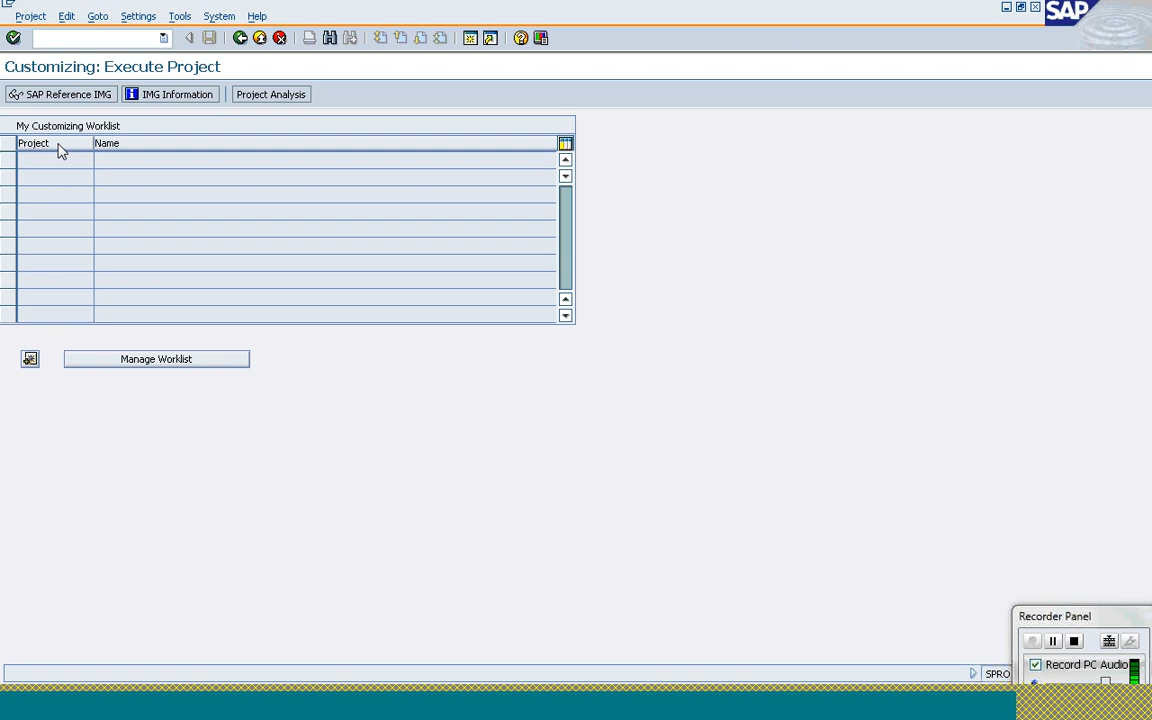 Project Edit Goto Settings Tools System Help
SAP
Customizing: Execute Project
SAP Reference IMG IMG Information Project Analysis
My Customizing Worklist
Project Name
Manage Worklist
Recorder Panel
Record PC Audio
SPRO